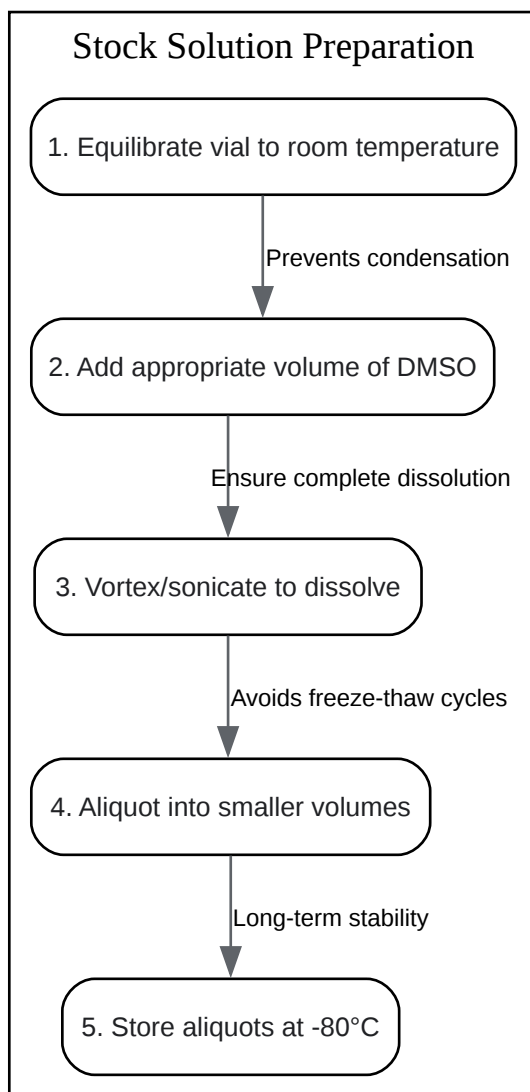 Stock Solution Preparation
1. Equilibrate vial to room temperature
Prevents condensation
2. Add appropriate volume of DMSO
Ensure complete dissolution
3. Vortex/sonicate to dissolve
Avoids freeze-thaw cycles
4. Aliquot into smaller volumes
Long-term stability
5. Store aliquots at -80°C